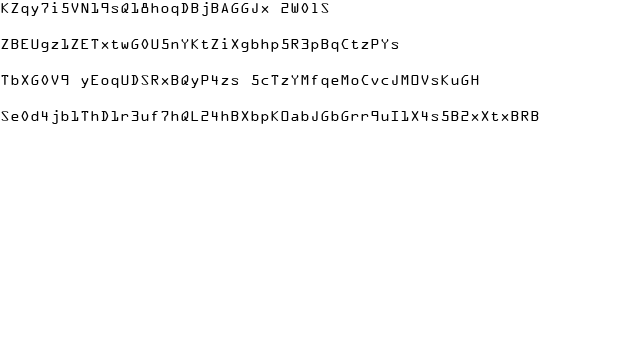 KZqy7i5VN19sQ18hoqDBjBAGGJx 2W01S
ZBEUgz1ZETxtwG0U5nYKtZiXgbhp5R3pBqCtzPYs
TbXG0V9 yEoqUDSRxBQyP4zs 5cTzYMfqeMoCvcJMOVsKuGH
Se0d4jb1ThD1r3uf7hQL24hBXbpKOabJGbGrr9uI1X4s5B2xXtxBRB